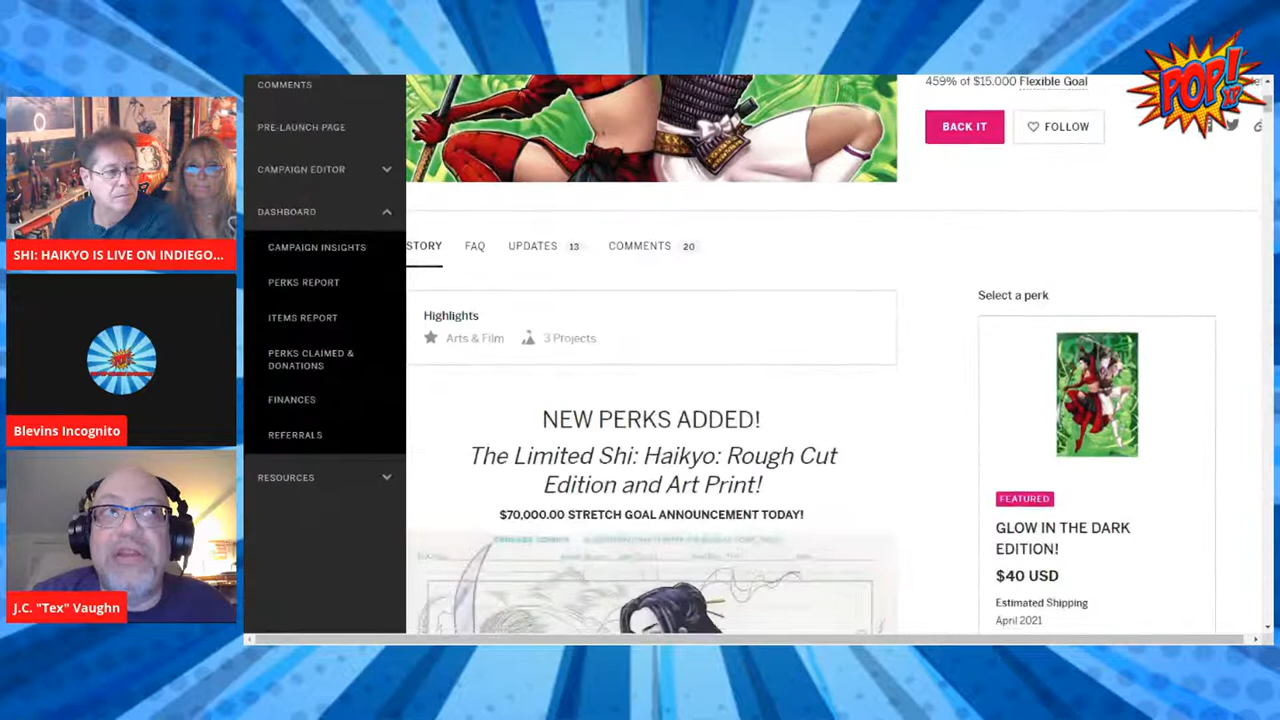 POP!
XP
SHI: HAIKYO IS LIVE ON INDIEGO...
Blevins Incognito
J.C. "Tex" Vaughn
COMMENTS
PRE-LAUNCH PAGE
CAMPAIGN EDITOR
DASHBOARD
CAMPAIGN INSIGHTS
PERKS REPORT
ITEMS REPORT
PERKS CLAIMED &
DONATIONS
FINANCES
REFERRALS
RESOURCES
459% of $15,000 Flexible Goal
BACK IT
FOLLOW
STORY FAQ UPDATES 13 COMMENTS 20
Highlights
Arts & Film 3 Projects
NEW PERKS ADDED!
The Limited Shi: Haikyo: Rough Cut
Edition and Art Print!
$70,000.00 STRETCH GOAL ANNOUNCEMENT TODAY!
Select a perk
FEATURED
GLOW IN THE DARK
EDITION!
$40 USD
Estimated Shipping
April 2021